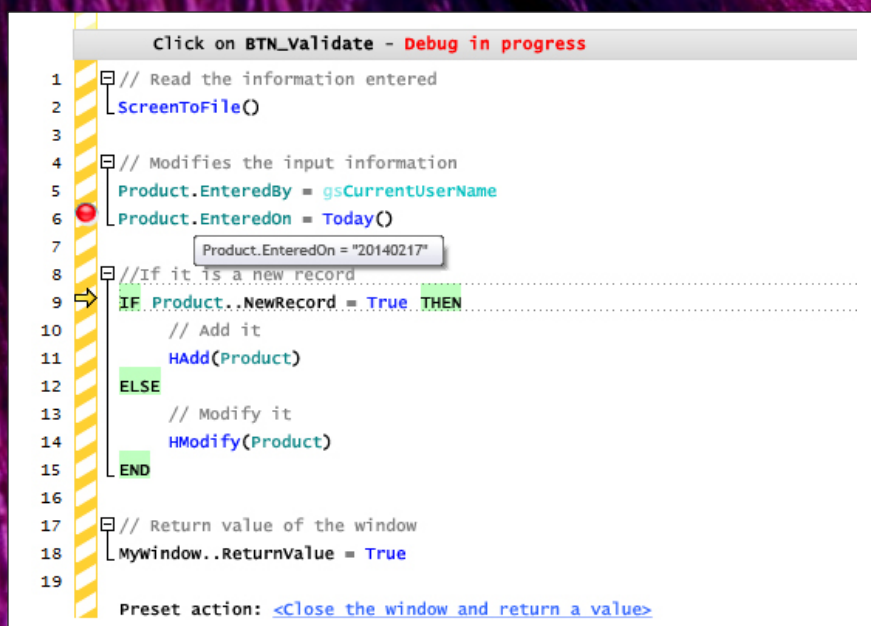 Click on BTN_Validate - Debug in progress
1 // Read the information entered
2 ScreenToFile()
3
4 // Modifies the input information
5 Product.EnteredBy = gsCurrentUserName
6 Product.EnteredOn = Today()
7 Product.EnteredOn = "20140217"
8 //If it is a new record
9 IF Product..NewRecord = True THEN
10 // Add it
11 HAdd(Product)
12 ELSE
13 // Modify it
14 HModify(Product)
15 END
16
17 // Return value of the window
18 MyWindow..ReturnValue = True
19
Preset action: <Close the window and return a value>